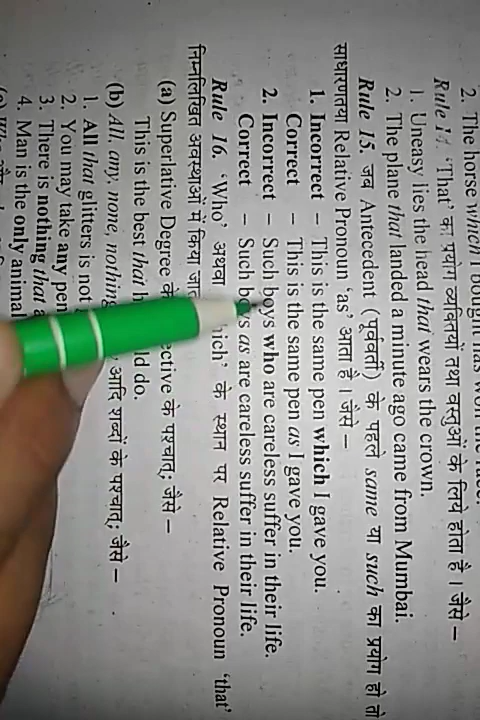 2. The horse which I bought has won the race.
Rule 14. 'That' का प्रयोग व्यक्तियों तथा वस्तुओं के लिये होता है । जैसे –
1. Uneasy lies the head that wears the crown.
2. The plane that landed a minute ago came from Mumbai.
Rule 15. जब Antecedent (पूर्ववर्ती) के पहले same या such का प्रयोग हो तो
साधारणतया Relative Pronoun 'as' आता है । जैसे –
1. Incorrect – This is the same pen which I gave you.
Correct – This is the same pen as I gave you.
2. Incorrect – Such boys who are careless suffer in their life.
Correct – Such boys as are careless suffer in their life.
Rule 16. 'Who' अथवा hich' के स्थान पर Relative Pronoun 'that'
निम्नलिखित अवस्थाओं में किया जा
(a) Superlative Degree के ective के पश्चात्; जैसे –
This is the best that h ld do.
(b) All, any, none, nothing आदि शब्दों के पश्चात्; जैसे –
1. All that glitters is not
2. You may take any pen
3. There is nothing that
4. Man is the only animal